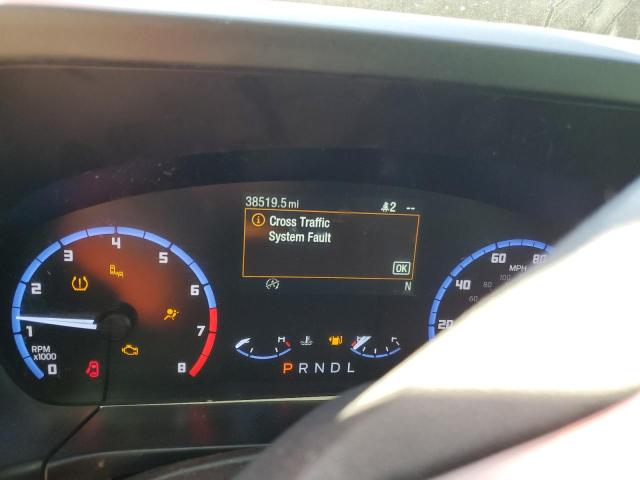 38519.5 mi 2 --
Cross Traffic
System Fault
OK
N
0 1 2 3 4 5 6 7 8
RPM
x1000
H
P R N D L
20 40 60 80
MPH